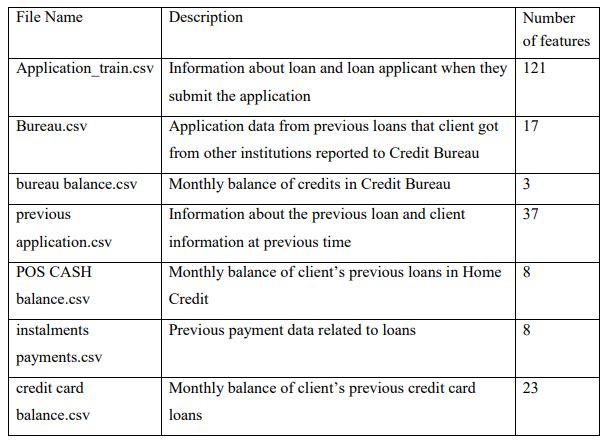 File Name Description Number
of features
Application_train.csv Information about loan and loan applicant when they 121
submit the application
Bureau.csv Application data from previous loans that client got 17
from other institutions reported to Credit Bureau
bureau balance.csv Monthly balance of credits in Credit Bureau 3
previous Information about the previous loan and client 37
application.csv information at previous time
POS CASH Monthly balance of client’s previous loans in Home 8
balance.csv Credit
instalments Previous payment data related to loans 8
payments.csv
credit card Monthly balance of client’s previous credit card 23
balance.csv loans